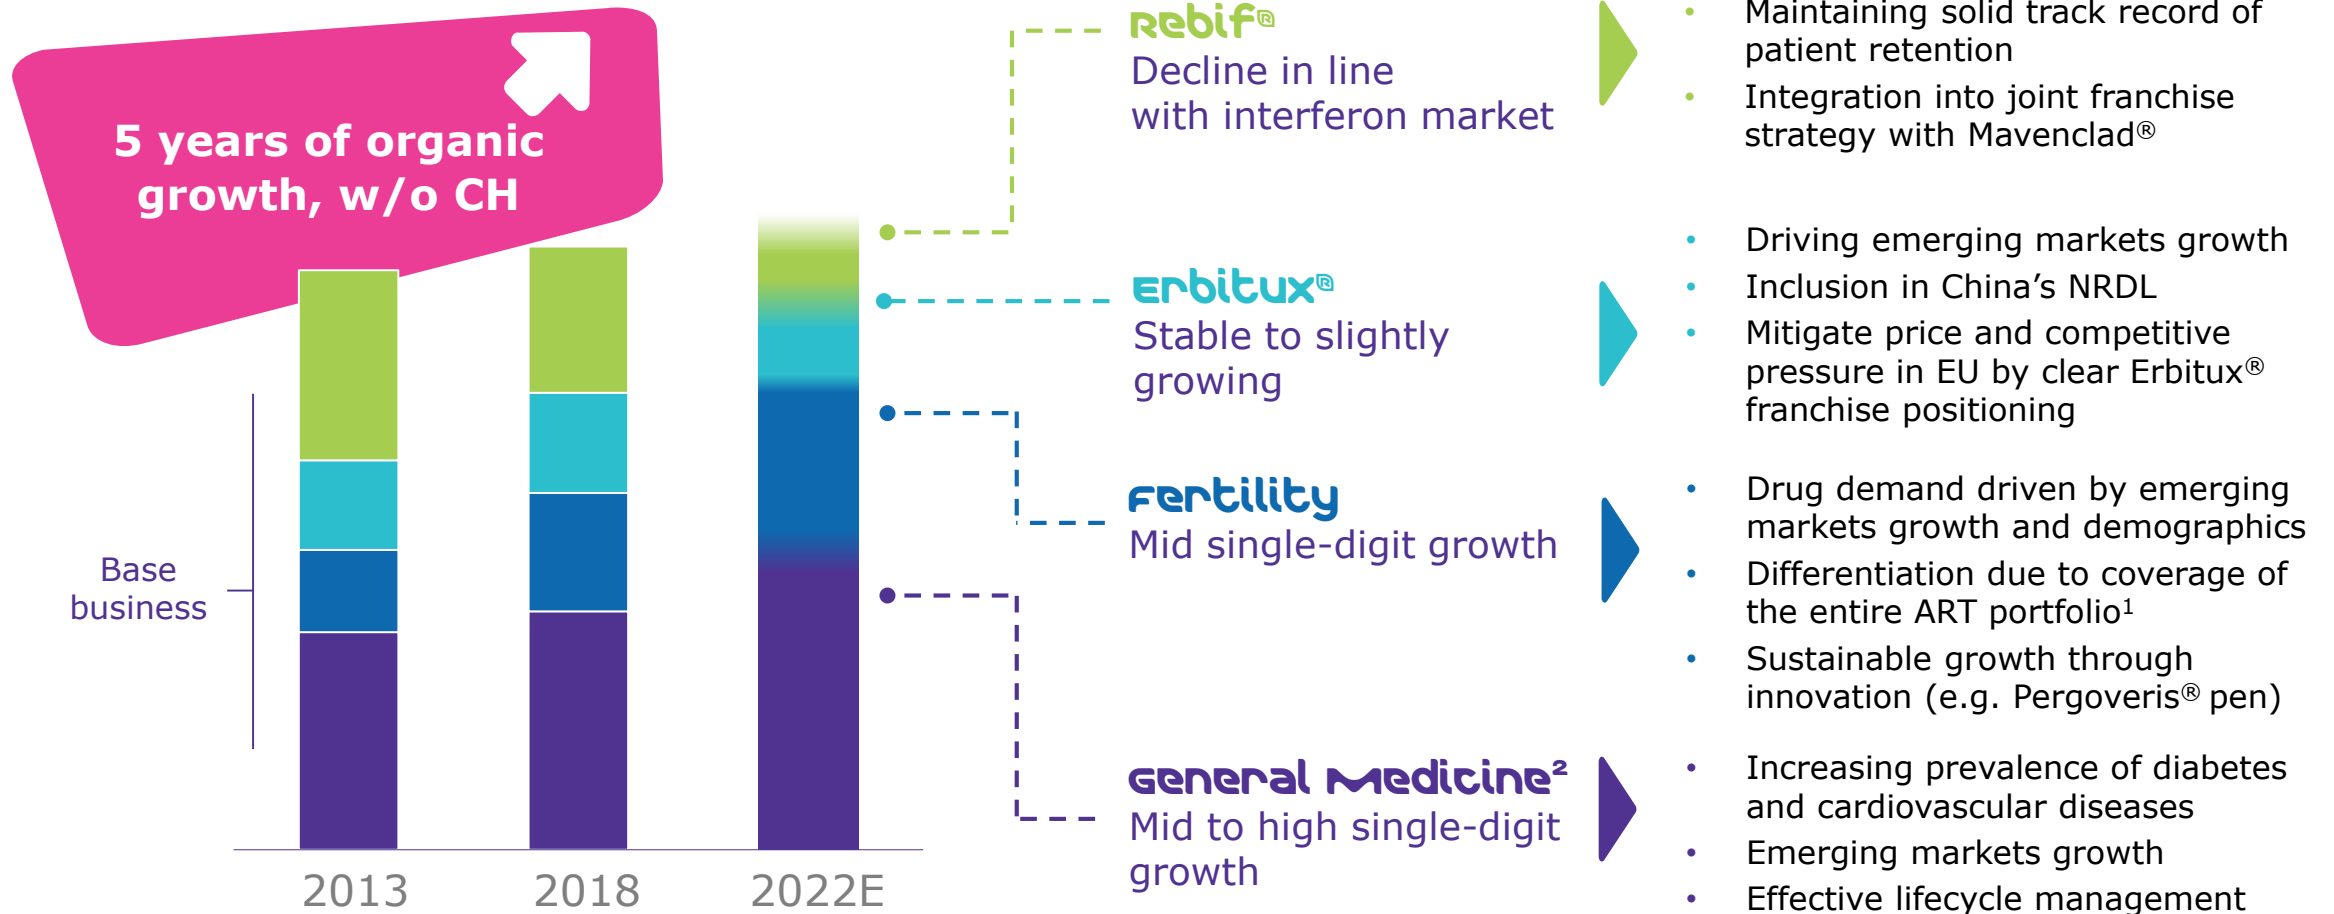 5 years of organic
growth, w/o CH
Base
business
2013
2018
2022E
Rebif®
Decline in line
with interferon market
Erbitux®
Stable to slightly
growing
Fertility
Mid single-digit growth
General Medicine²
Mid to high single-digit
growth
• Maintaining solid track record of
patient retention
• Integration into joint franchise
strategy with Mavenclad®
• Driving emerging markets growth
• Inclusion in China’s NRDL
• Mitigate price and competitive
pressure in EU by clear Erbitux®
franchise positioning
• Drug demand driven by emerging
markets growth and demographics
• Differentiation due to coverage of
the entire ART portfolio¹
• Sustainable growth through
innovation (e.g. Pergoveris® pen)
• Increasing prevalence of diabetes
and cardiovascular diseases
• Emerging markets growth
• Effective lifecycle management